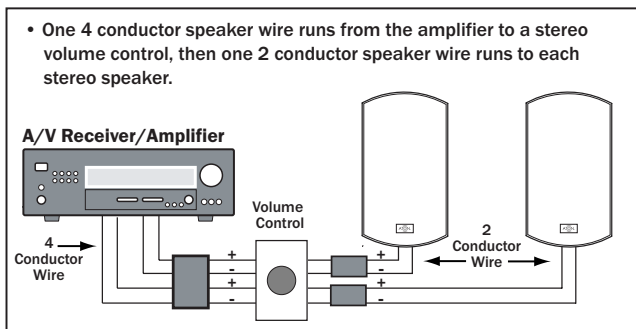 • One 4 conductor speaker wire runs from the amplifier to a stereo
volume control, then one 2 conductor speaker wire runs to each
stereo speaker.
A/V Receiver/Amplifier
Volume
Control
4
Conductor
Wire
2
Conductor
Wire
+
-
+
-
+
-
+
-